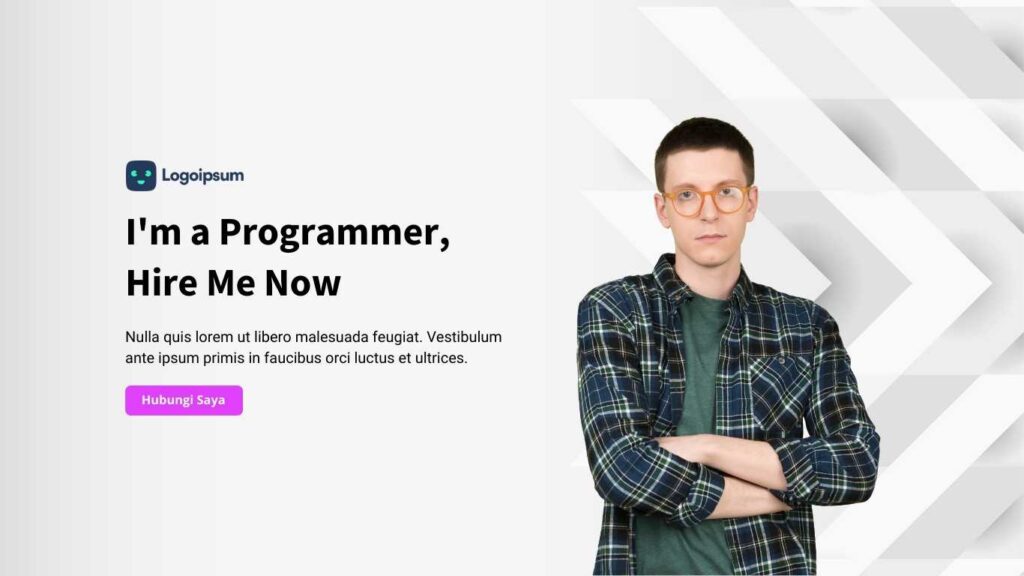 Logoipsum
I'm a Programmer,
Hire Me Now
Nulla quis lorem ut libero malesuada feugiat. Vestibulum
ante ipsum primis in faucibus orci luctus et ultrices.
Hubungi Saya